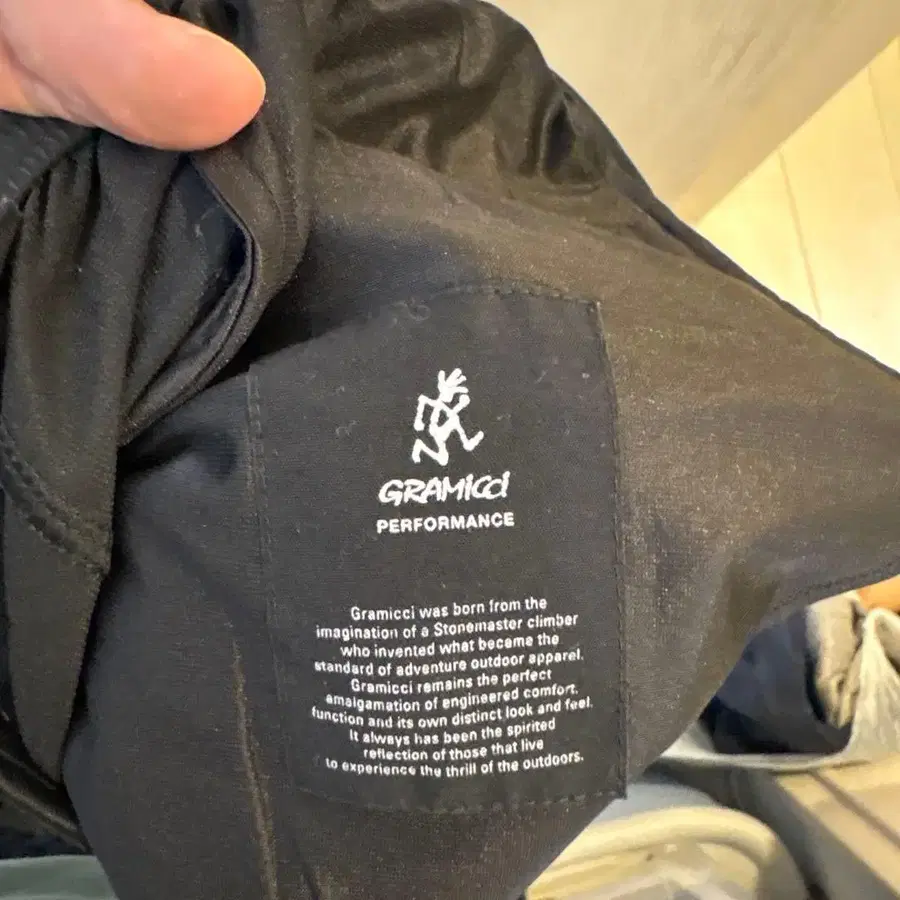 GRAMICCI
PERFORMANCE
Gramicci was born from the
imagination of a Stonemaster climber
who invented what became the
standard of adventure outdoor apparel.
Gramicci remains the perfect
amalgamation of engineered comfort,
function and its own distinct look and feel.
It always has been the spirited
reflection of those that live
to experience the thrill of the outdoors.